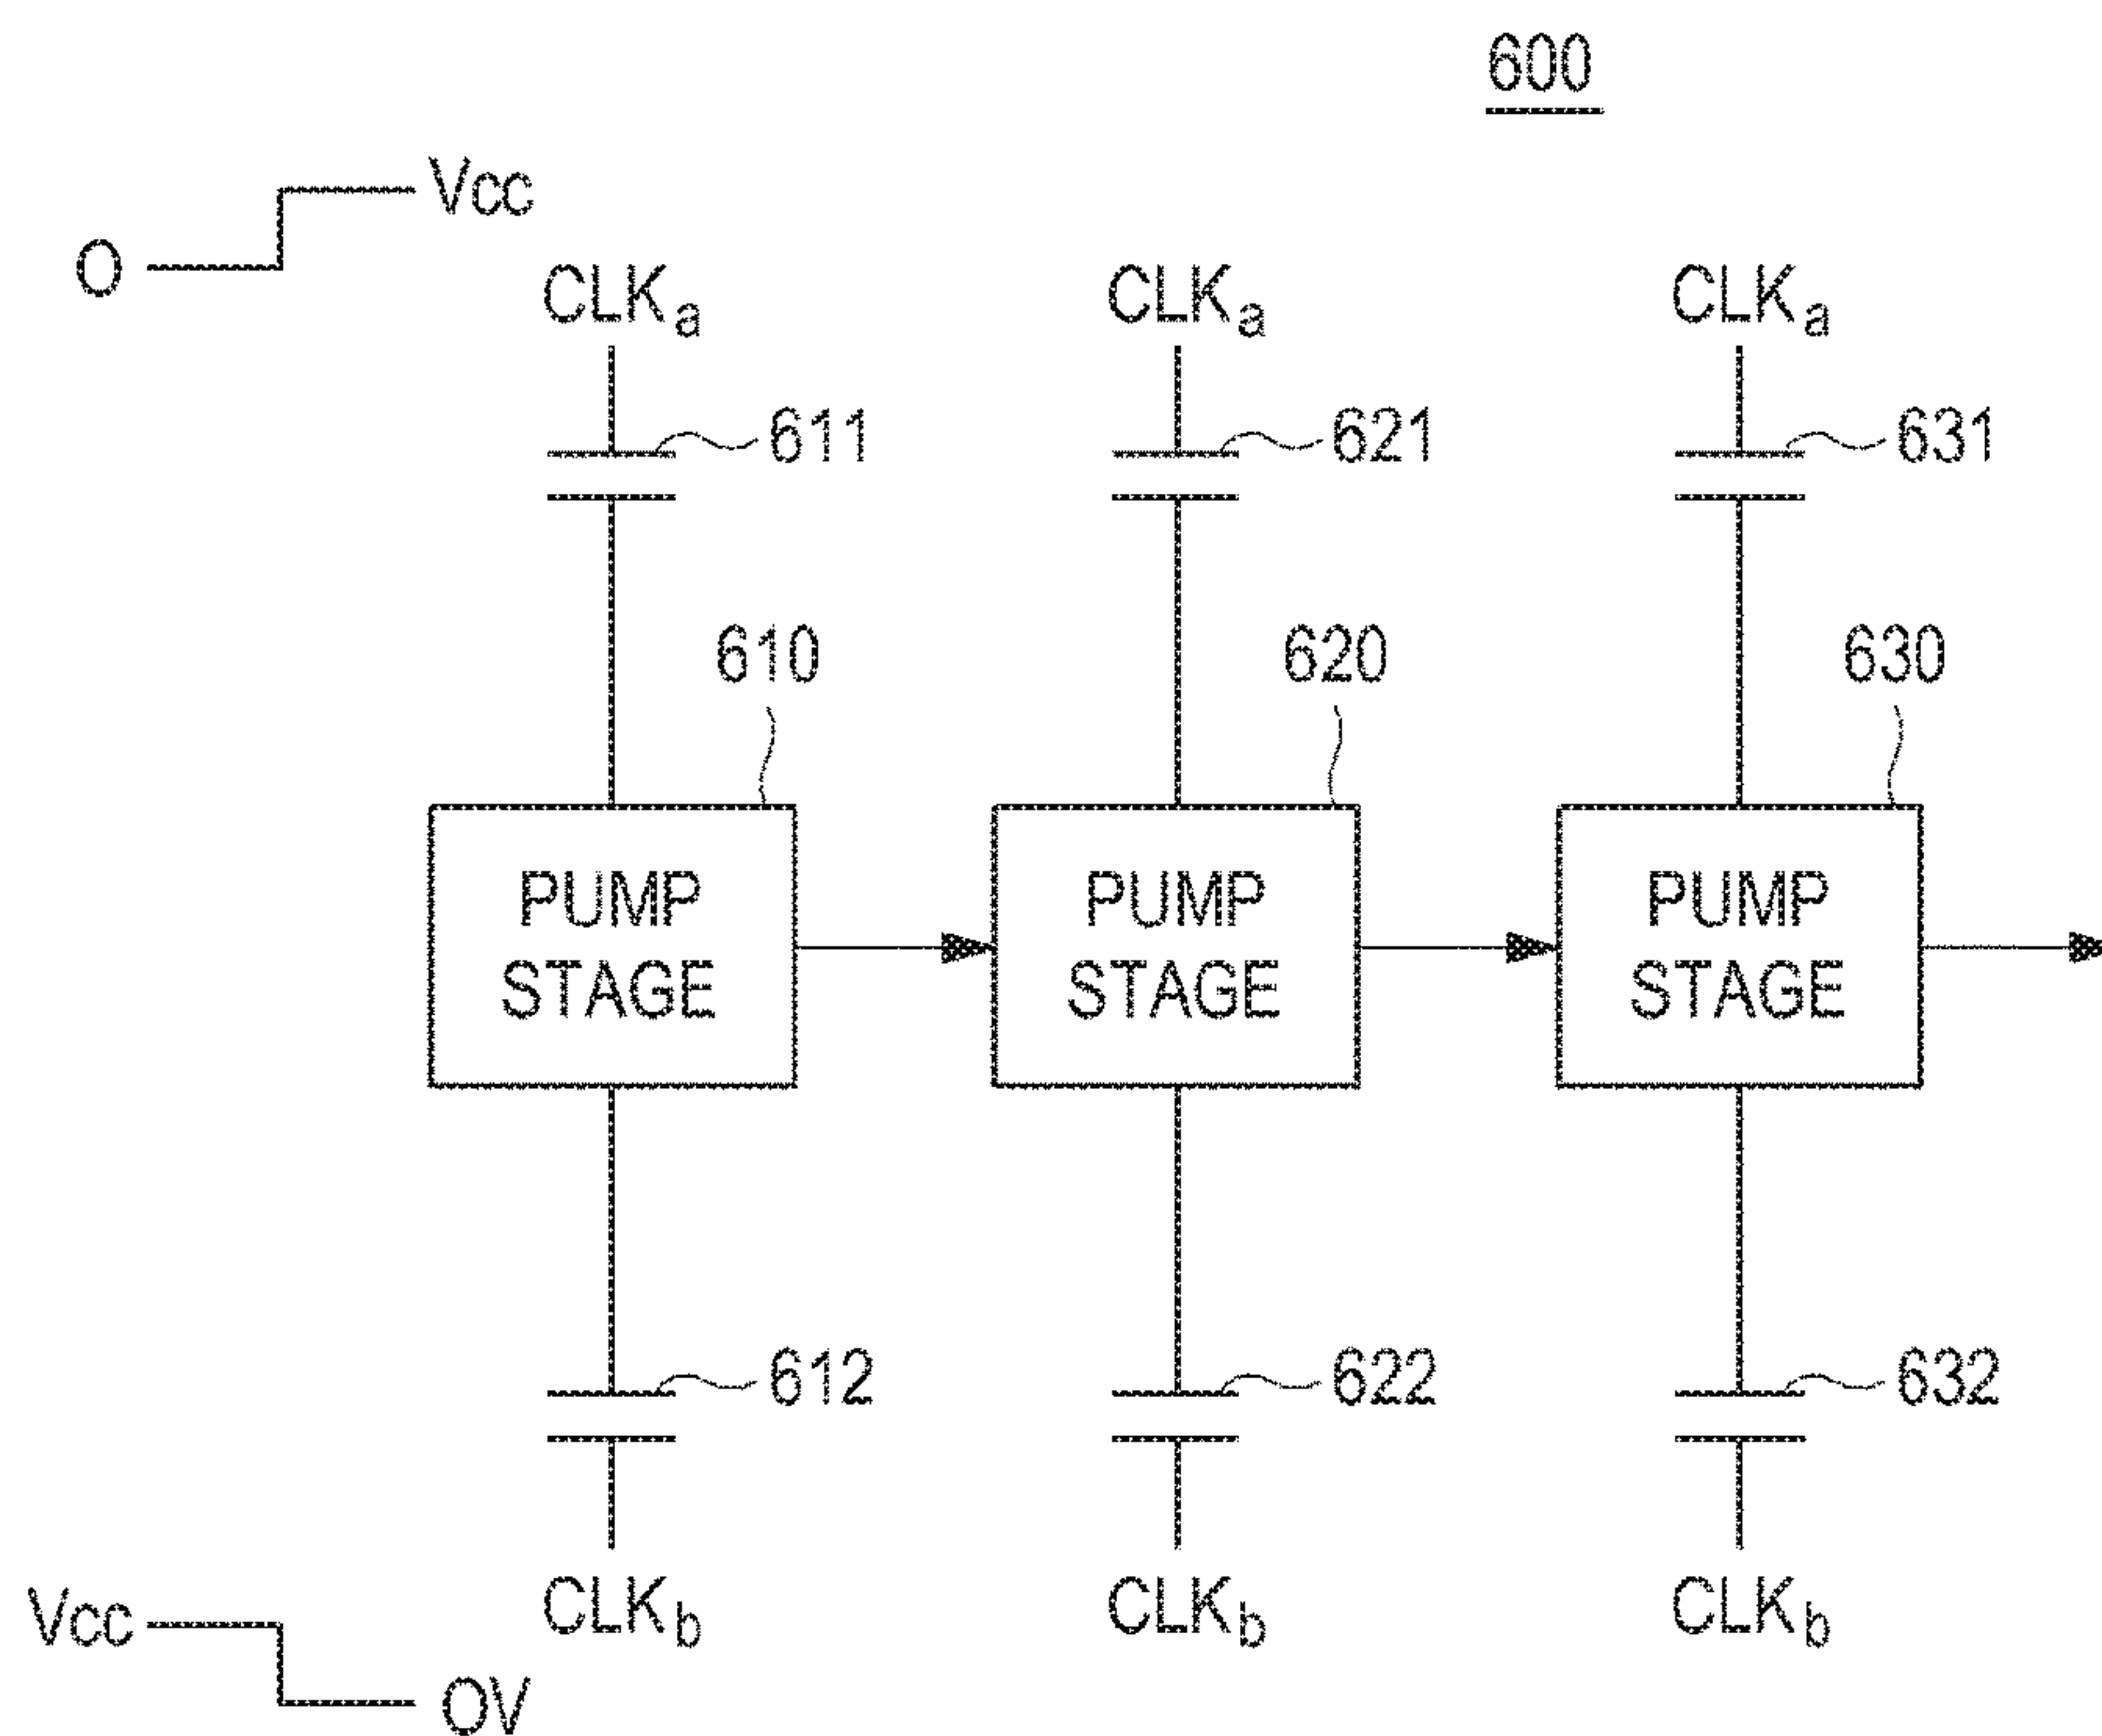 600
Vcc
O
CLKa CLKa CLKa
611 621 631
610 620 630
PUMP STAGE
PUMP STAGE
PUMP STAGE
612 622 632
CLKb CLKb CLKb
Vcc
OV